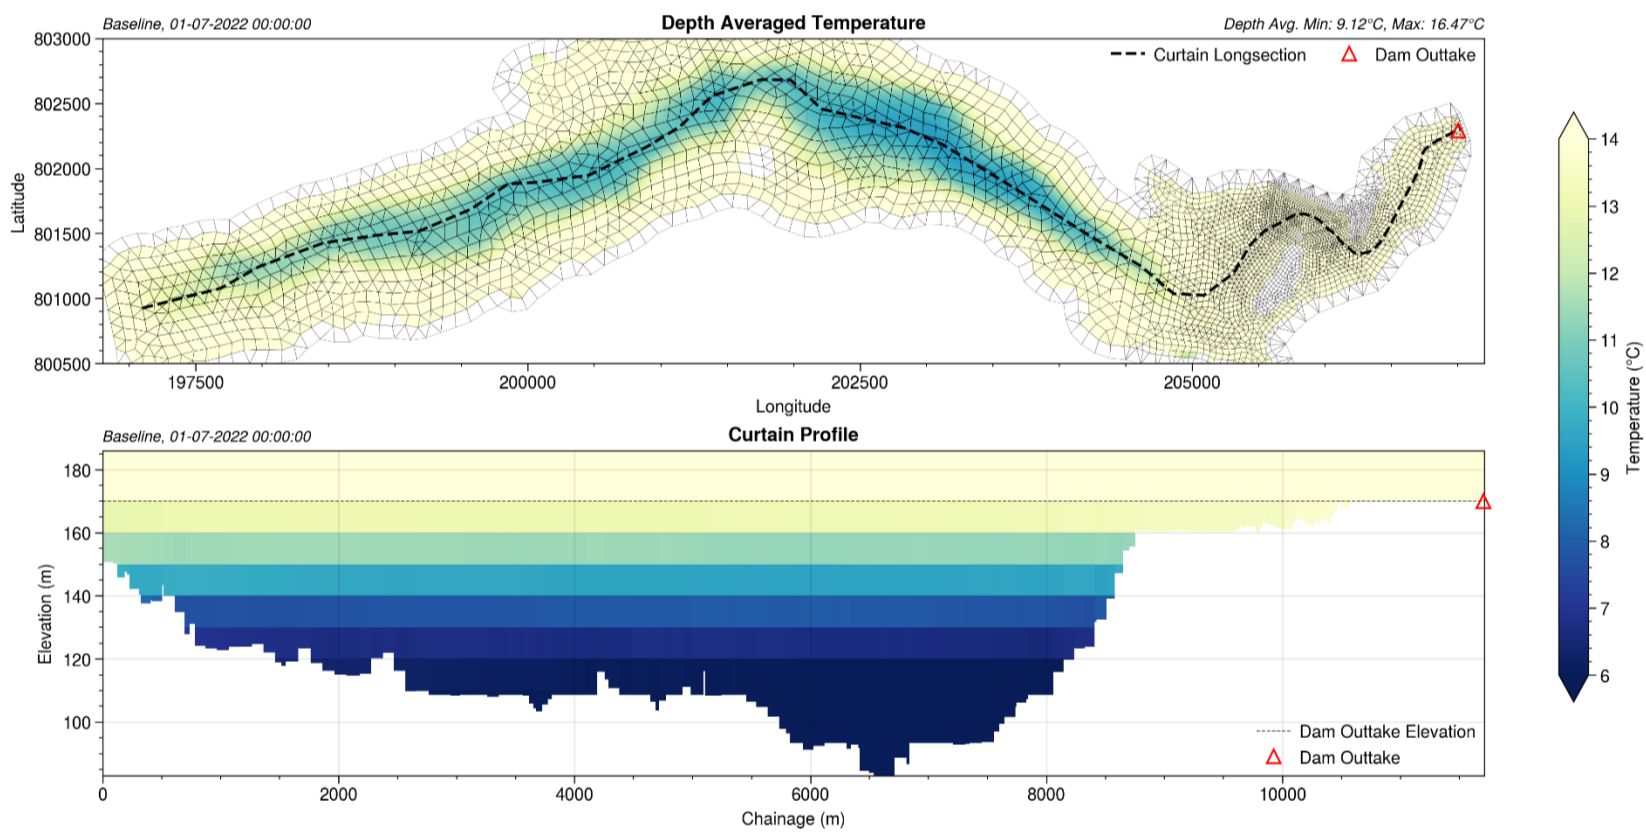 Baseline, 01-07-2022 00:00:00
Depth Averaged Temperature
Depth Avg. Min: 9.12°C, Max: 16.47°C
803000
802500
802000
801500
801000
800500
Latitude
Curtain Longsection
Dam Outtake
197500
200000
202500
205000
Longitude
Baseline, 01-07-2022 00:00:00
Curtain Profile
180
160
140
120
100
Elevation (m)
Dam Outtake Elevation
Dam Outtake
0
2000
4000
6000
8000
10000
Chainage (m)
14
13
12
11
10
9
8
7
6
Temperature (°C)